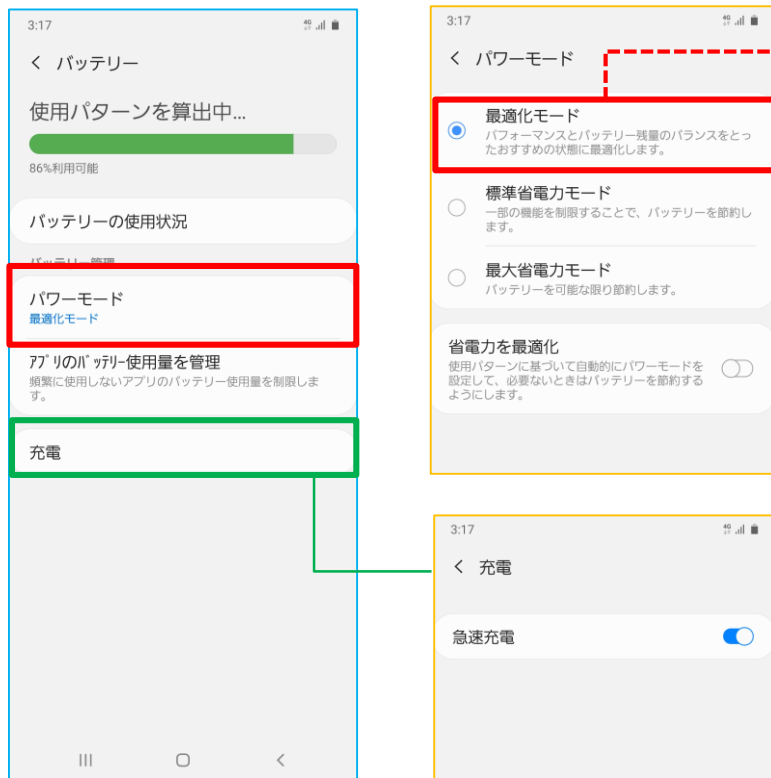 3:17
4G
バッテリー
使用パターンを算出中...
86%利用可能
バッテリーの使用状況
バッテリー管理
パワーモード
最適化モード
ｱﾌﾟﾘのﾊﾞｯﾃﾘｰ使用量を管理
頻繁に使用しないアプリのバッテリー使用量を制限しま
す。
充電
3:17
4G
パワーモード
最適化モード
パフォーマンスとバッテリー残量のバランスをとっ
たおすすめの状態に最適化します。
標準省電力モード
一部の機能を制限することで、バッテリーを節約し
ます。
最大省電力モード
バッテリーを可能な限り節約します。
省電力を最適化
使用パターンに基づいて自動的にパワーモードを
設定して、必要ないときはバッテリーを節約する
ようにします。
3:17
4G
充電
急速充電